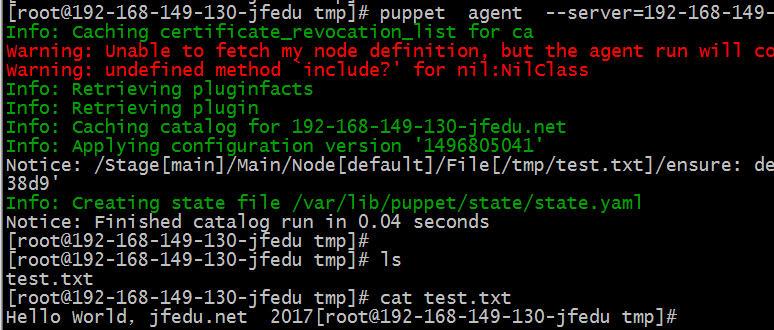 [root@192-168-149-130-jfedu tmp]# puppet  agent  --server=192-168-149-
Info: Caching certificate_revocation_list for ca
Warning: Unable to fetch my node definition, but the agent run will co
Warning: undefined method `include?' for nil:NilClass
Info: Retrieving pluginfacts
Info: Retrieving plugin
Info: Caching catalog for 192-168-149-130-jfedu.net
Info: Applying configuration version '1496805041'
Notice: /Stage[main]/Main/Node[default]/File[/tmp/test.txt]/ensure: de
38d9'
Info: Creating state file /var/lib/puppet/state/state.yaml
Notice: Finished catalog run in 0.04 seconds
[root@192-168-149-130-jfedu tmp]#
[root@192-168-149-130-jfedu tmp]# ls
test.txt
[root@192-168-149-130-jfedu tmp]# cat test.txt
Hello World, jfedu.net  2017[root@192-168-149-130-jfedu tmp]#